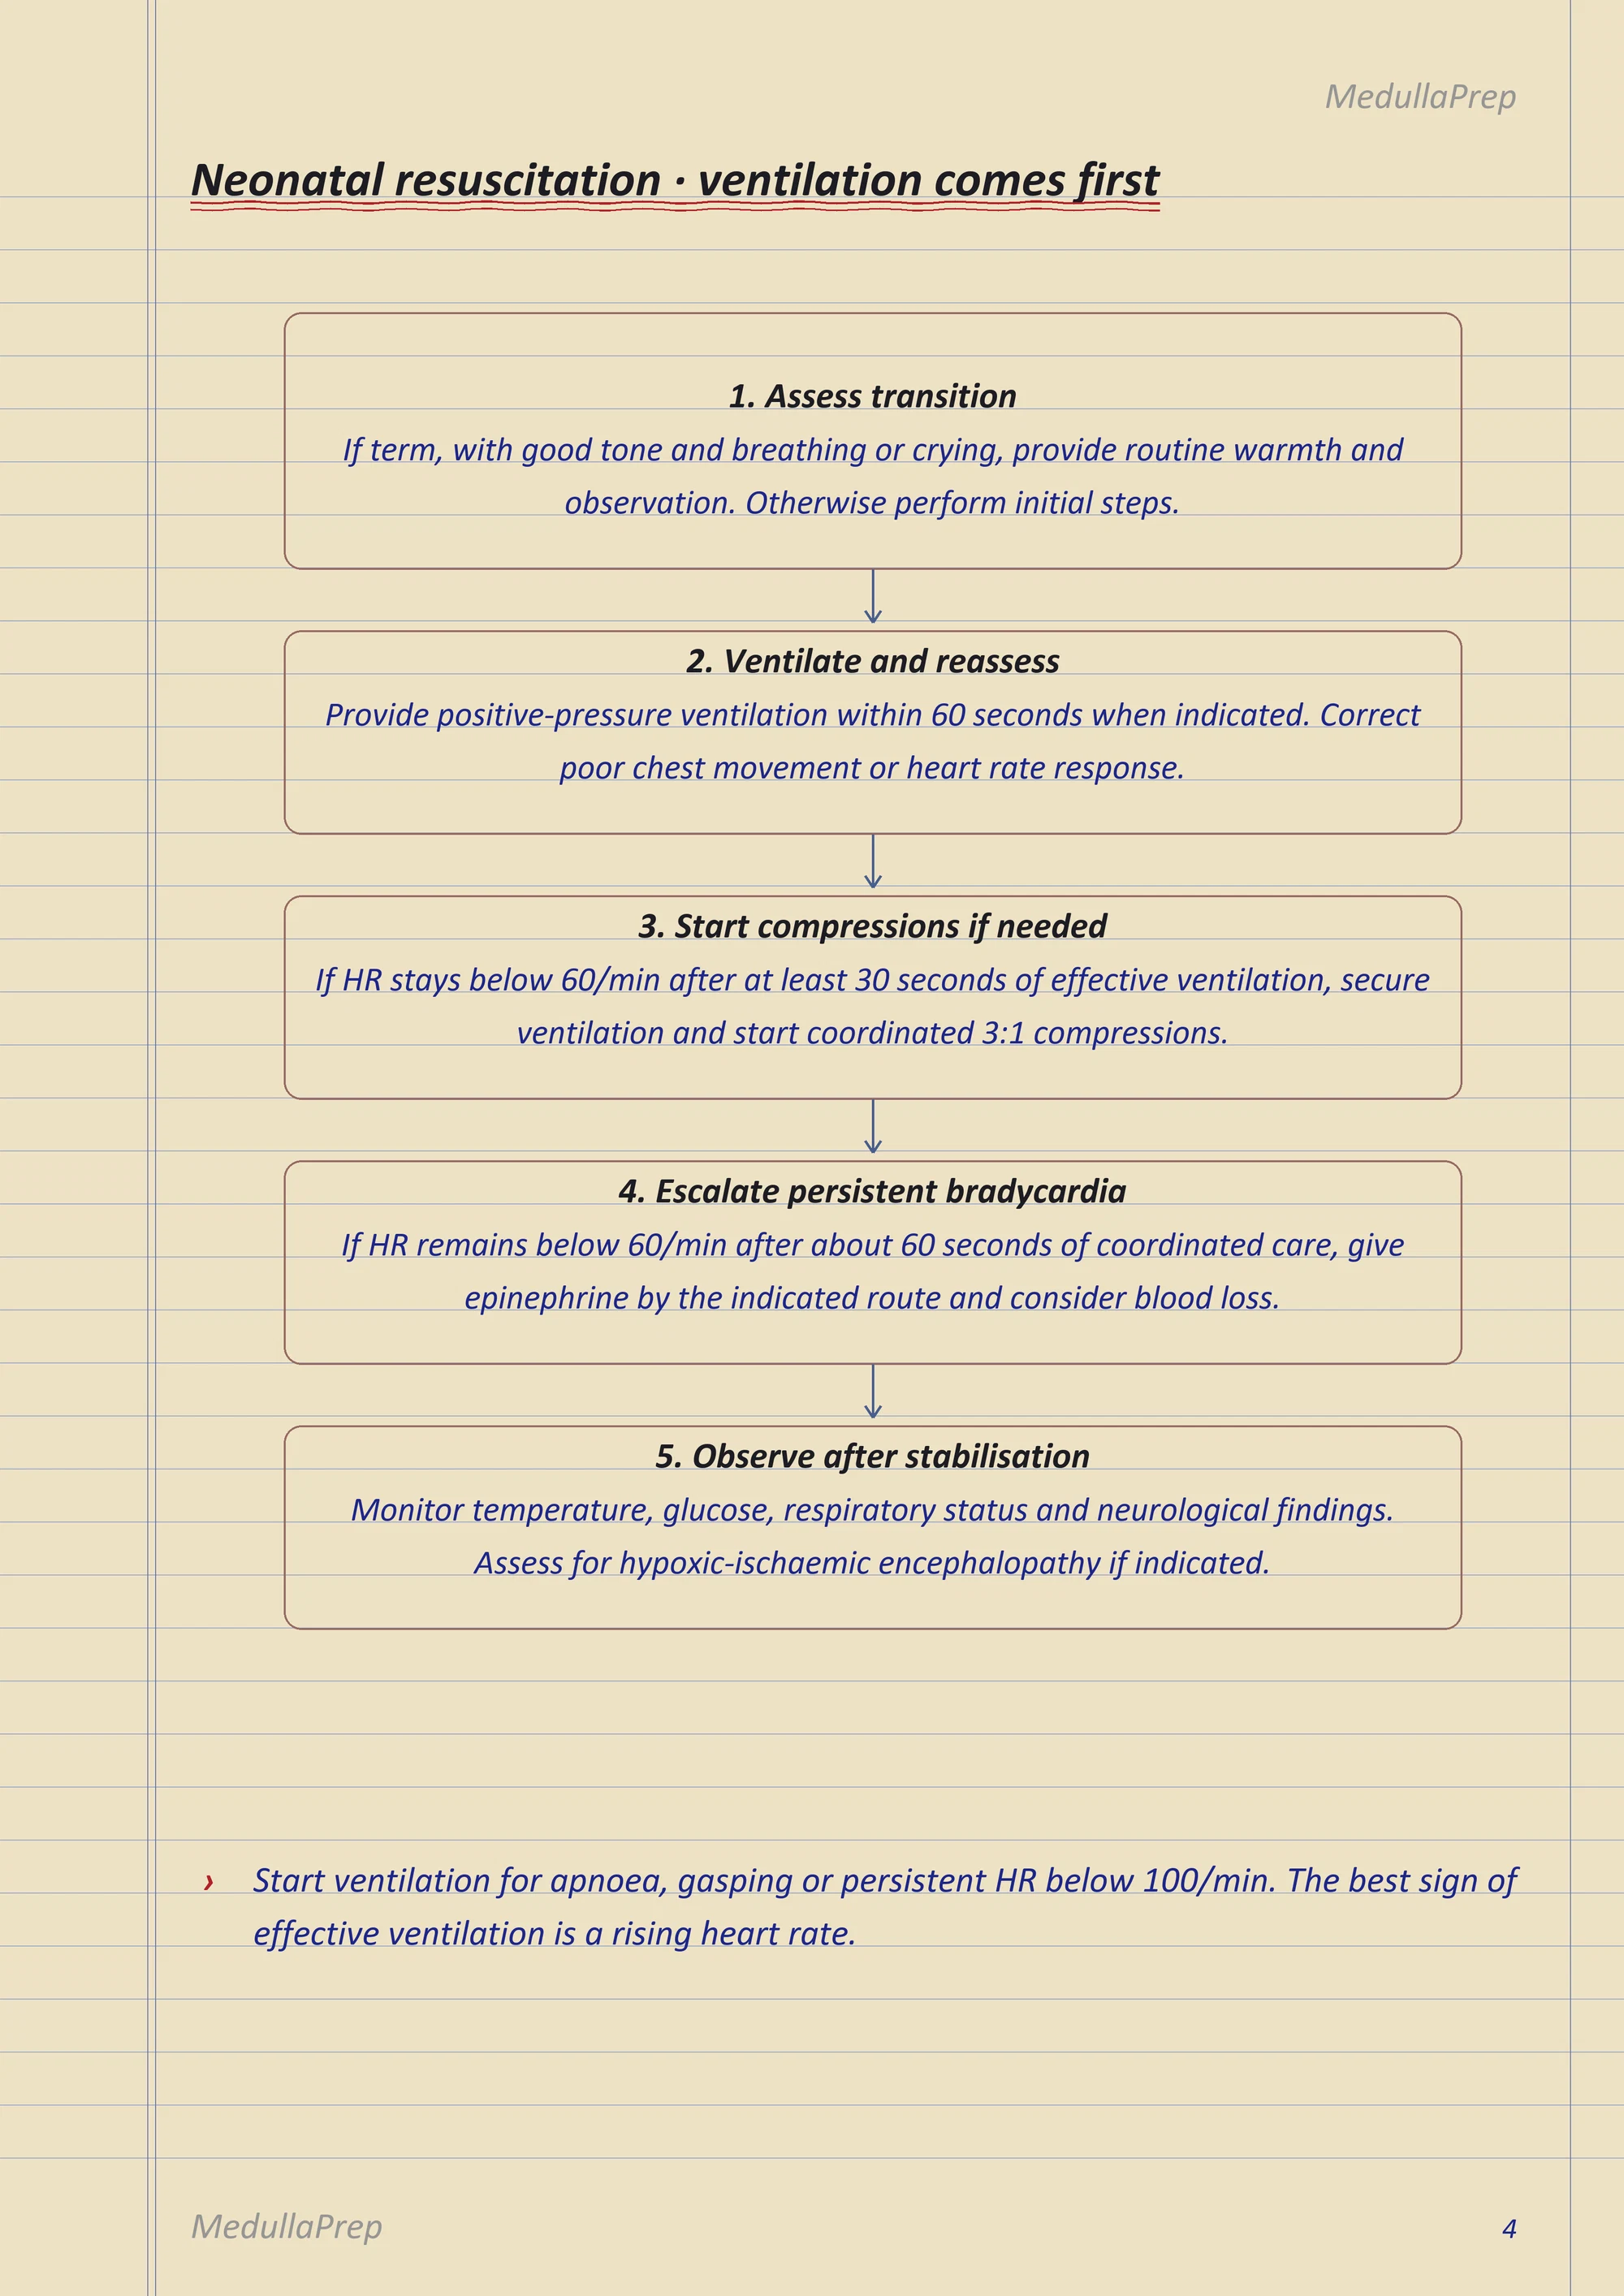 MedullaPrep
Neonatal resuscitation · ventilation comes first
1. Assess transition
If term, with good tone and breathing or crying, provide routine warmth and
observation. Otherwise perform initial steps.
2. Ventilate and reassess
Provide positive-pressure ventilation within 60 seconds when indicated. Correct
poor chest movement or heart rate response.
3. Start compressions if needed
If HR stays below 60/min after at least 30 seconds of effective ventilation, secure
ventilation and start coordinated 3:1 compressions.
4. Escalate persistent bradycardia
If HR remains below 60/min after about 60 seconds of coordinated care, give
epinephrine by the indicated route and consider blood loss.
5. Observe after stabilisation
Monitor temperature, glucose, respiratory status and neurological findings.
Assess for hypoxic-ischaemic encephalopathy if indicated.
› Start ventilation for apnoea, gasping or persistent HR below 100/min. The best sign of
effective ventilation is a rising heart rate.
MedullaPrep
4